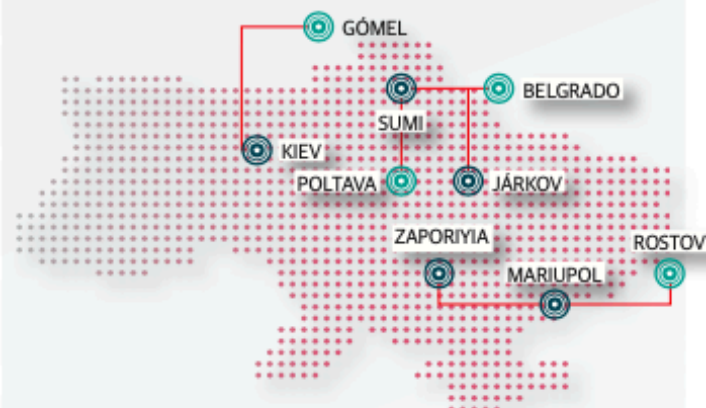 GÓMEL
BELGRADO
SUMI
KIEV
POLTAVA
JÁRKOV
ZAPORIYIA
ROSTOV
MARIUPOL